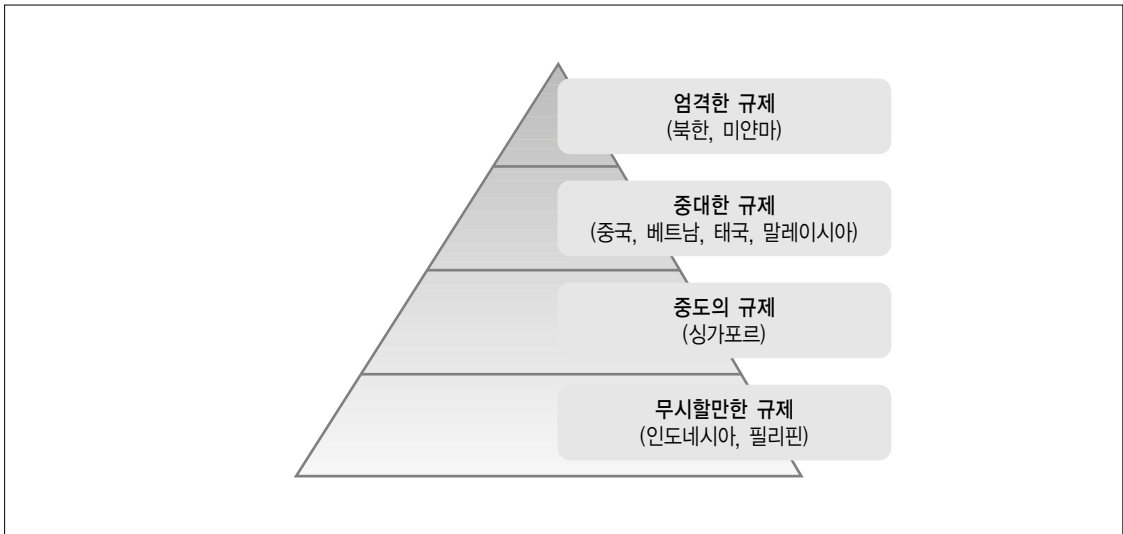 엄격한 규제
(북한, 미얀마)
중대한 규제
(중국, 베트남, 태국, 말레이시아)
중도의 규제
(싱가포르)
무시할만한 규제
(인도네시아, 필리핀)